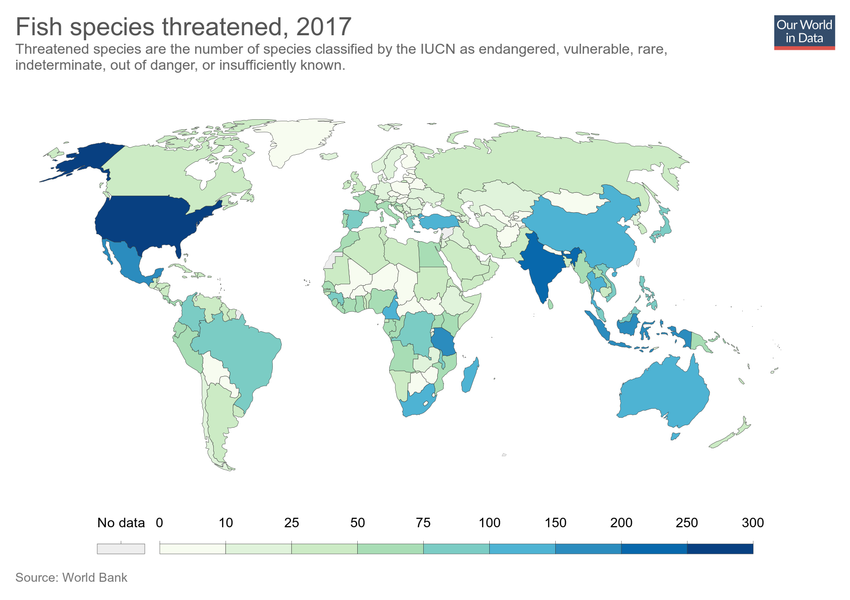 Fish species threatened, 2017
Our World
in Data
Threatened species are the number of species classified by the IUCN as endangered, vulnerable, rare,
indeterminate, out of danger, or insufficiently known.
No data 0 10 25 50 75 100 150 200 250 300
Source: World Bank